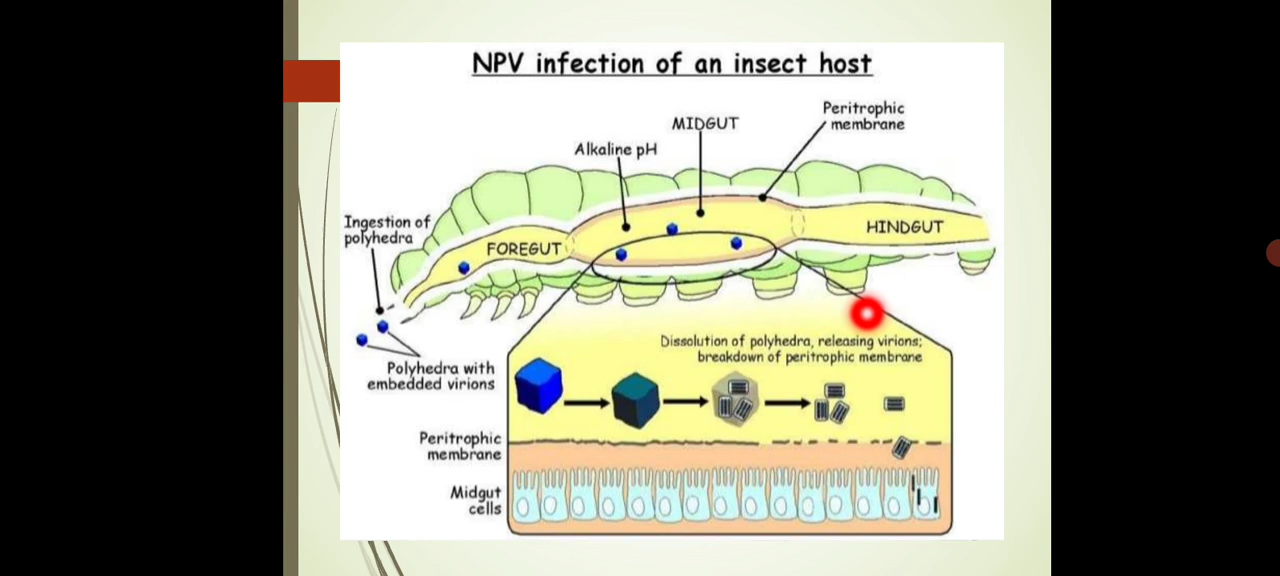 NPV infection of an insect host
Peritrophic
membrane
MIDGUT
Alkaline pH
Ingestion of
polyhedra
FOREGUT
HINDGUT
Polyhedra with
embedded virions
Dissolution of polyhedra, releasing virions;
breakdown of peritrophic membrane
Peritrophic
membrane
Midgut
cells